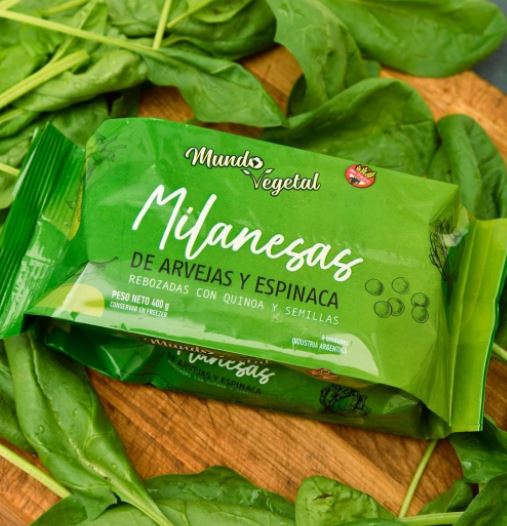 Mundo
Vegetal
Milanesas
DE ARVEJAS Y ESPINACA
REBOZADAS CON QUINOA Y SEMILLAS
PESO NETO 400 g
CONSERVAR EN FREEZER
INDUSTRIA ARGENTINA
Milanesas
DE ARVEJAS Y ESPINACA